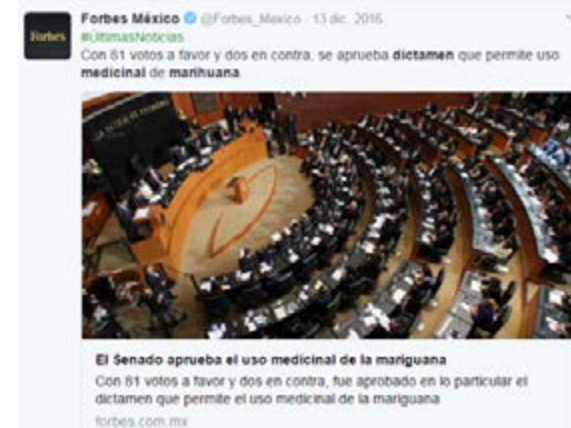 Forbes México @Forbes_Mexico · 13 dic. 2016
Forbes
#ÚltimasNoticias
Con 81 votos a favor y dos en contra, se aprueba dictamen que permite uso
medicinal de marihuana
El Senado aprueba el uso medicinal de la mariguana
Con 81 votos a favor y dos en contra, fue aprobado en lo particular el
dictamen que permite el uso medicinal de la mariguana
forbes.com.mx